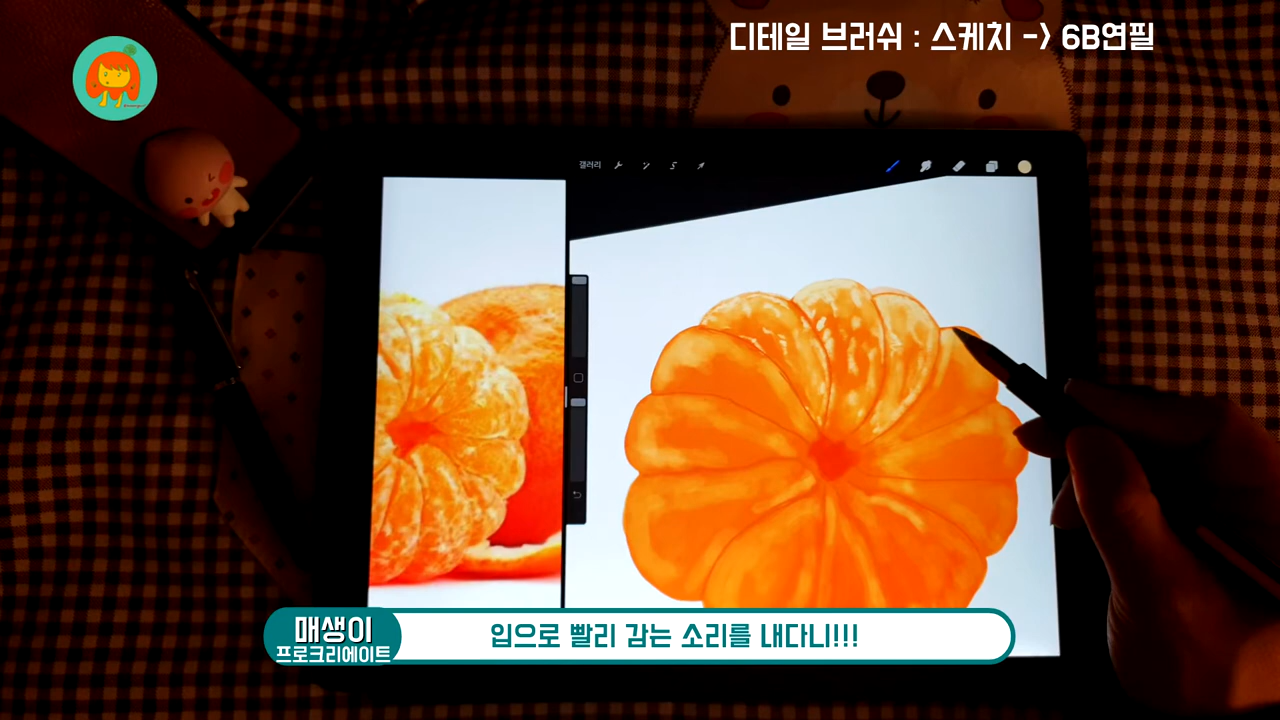 디테일 브러쉬 : 스케치 -> 6B연필
갤러리
매생이
프로크리에이트
입으로 빨리 감는 소리를 내다니!!!